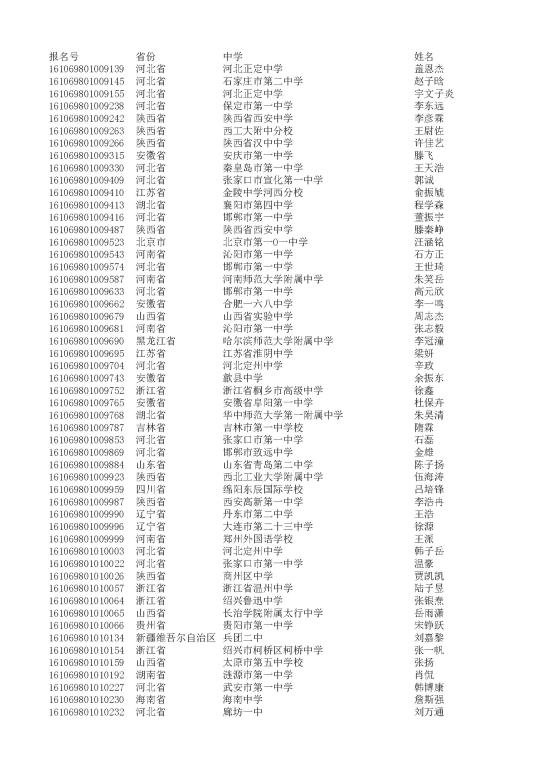 报名号 省份 中学 姓名
161069801009139 河北省 河北正定中学 盖恩杰
161069801009145 河北省 石家庄市第二中学 赵子晗
161069801009155 河北省 河北正定中学 宇文子炎
161069801009238 河北省 保定市第一中学 李东远
161069801009242 陕西省 陕西省西安中学 李彦霖
161069801009263 陕西省 西工大附中分校 王尉佐
161069801009266 陕西省 陕西省汉中中学 许佳艺
161069801009315 安徽省 安庆市第一中学 滕飞
161069801009330 河北省 秦皇岛市第一中学 王天浩
161069801009409 河北省 张家口市宣化第一中学 郭诚
161069801009410 江苏省 金陵中学河西分校 俞振虓
161069801009413 湖北省 襄阳市第四中学 程学森
161069801009416 河北省 邯郸市第一中学 董振宇
161069801009487 陕西省 陕西省西安中学 滕秦峥
161069801009523 北京市 北京市第一0一中学 汪涵铭
161069801009543 河南省 沁阳市第一中学 石方正
161069801009574 河北省 邯郸市第一中学 王世琦
161069801009587 河南省 河南师范大学附属中学 朱笑岳
161069801009633 河北省 邯郸市第一中学 高元欣
161069801009662 安徽省 合肥一六八中学 李一鸣
161069801009679 山西省 山西省实验中学 周志杰
161069801009681 河南省 沁阳市第一中学 张志毅
161069801009690 黑龙江省 哈尔滨师范大学附属中学 李冠潼
161069801009695 江苏省 江苏省淮阴中学 梁妍
161069801009704 河北省 河北定州中学 辛政
161069801009743 安徽省 歙县中学 余振东
161069801009752 浙江省 浙江省桐乡市高级中学 徐鑫
161069801009765 安徽省 安徽省阜阳第一中学 杜保卉
161069801009768 湖北省 华中师范大学第一附属中学 朱昊清
161069801009787 吉林省 吉林市第一中学校 隋霖
161069801009853 河北省 张家口市第一中学 石磊
161069801009869 河北省 邯郸市致远中学 金雄
161069801009884 山东省 山东省青岛第二中学 陈子扬
161069801009923 陕西省 西北工业大学附属中学 伍海涛
161069801009959 四川省 绵阳东辰国际学校 吕培锋
161069801009987 陕西省 西安高新第一中学 李浩冉
161069801009990 辽宁省 丹东市第二中学 王浩
161069801009996 辽宁省 大连市第二十三中学 徐源
161069801009999 河南省 郑州外国语学校 王派
161069801010003 河北省 河北定州中学 韩子岳
161069801010022 河北省 张家口市第一中学 温豪
161069801010026 陕西省 商州区中学 贾凯凯
161069801010057 浙江省 浙江省温州中学 陆子昱
161069801010064 浙江省 绍兴鲁迅中学 张银焘
161069801010065 山西省 长治学院附属太行中学 岳雨潇
161069801010066 贵州省 贵阳市第一中学 宋铮跃
161069801010134 新疆维吾尔自治区 兵团二中 刘嘉黎
161069801010154 浙江省 绍兴市柯桥区柯桥中学 张一帆
161069801010159 山西省 太原市第五中学校 张扬
161069801010192 湖南省 涟源市第一中学 肖侃
161069801010227 河北省 武安市第一中学 韩博康
161069801010230 海南省 海南中学 詹斯强
161069801010232 河北省 廊坊一中 刘万通